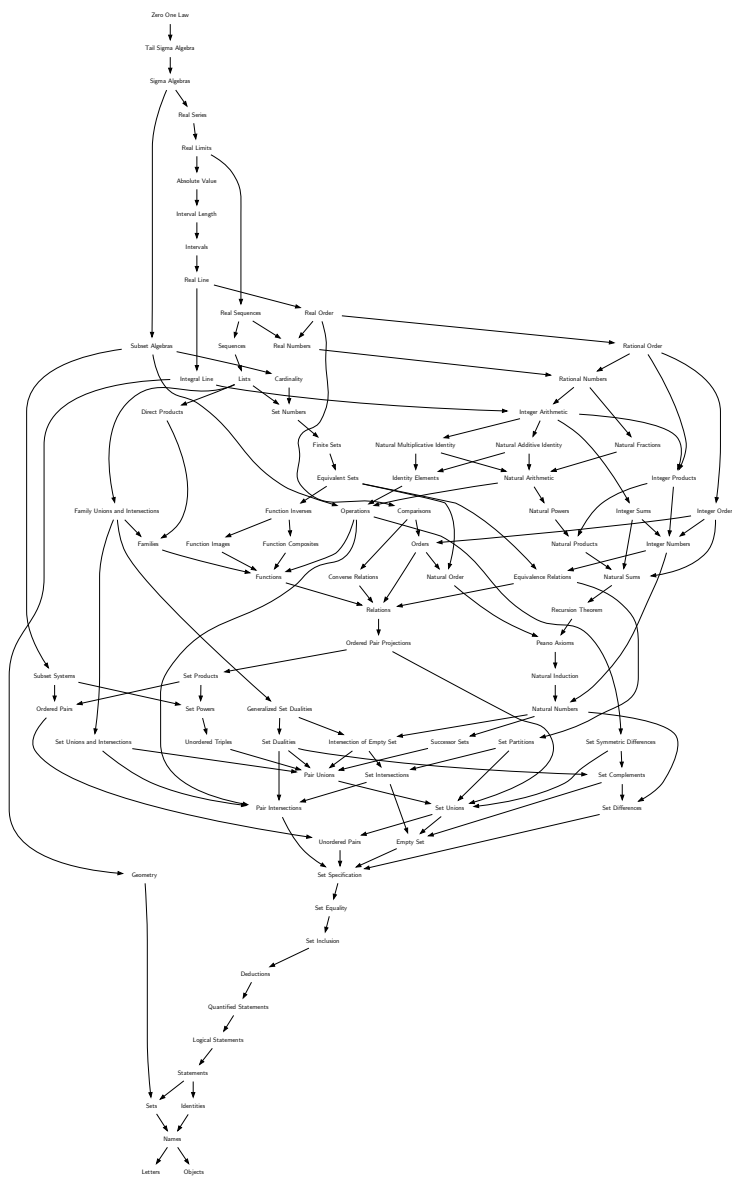 Zero One Law
Tail Sigma Algebra
Sigma Algebras
Real Series
Real Limits
Absolute Value
Interval Length
Intervals
Real Line
Real Sequences
Real Order
Subset Algebras
Sequences
Real Numbers
Rational Order
Integral Line
Lists
Cardinality
Rational Numbers
Direct Products
Set Numbers
Integer Arithmetic
Finite Sets
Natural Multiplicative Identity
Natural Additive Identity
Natural Fractions
Equivalent Sets
Identity Elements
Natural Arithmetic
Integer Products
Family Unions and Intersections
Function Inverses
Operations
Comparisons
Natural Powers
Integer Sums
Integer Order
Families
Function Images
Function Composites
Orders
Natural Products
Integer Numbers
Functions
Converse Relations
Natural Order
Equivalence Relations
Natural Sums
Relations
Recursion Theorem
Ordered Pair Projections
Peano Axioms
Subset Systems
Set Products
Natural Induction
Ordered Pairs
Set Powers
Generalized Set Dualities
Natural Numbers
Set Unions and Intersections
Unordered Triples
Set Dualities
Intersection of Empty Set
Successor Sets
Set Partitions
Set Symmetric Differences
Pair Unions
Set Intersections
Set Complements
Pair Intersections
Set Unions
Set Differences
Unordered Pairs
Empty Set
Geometry
Set Specification
Set Equality
Set Inclusion
Deductions
Quantified Statements
Logical Statements
Statements
Sets
Identities
Names
Letters
Objects